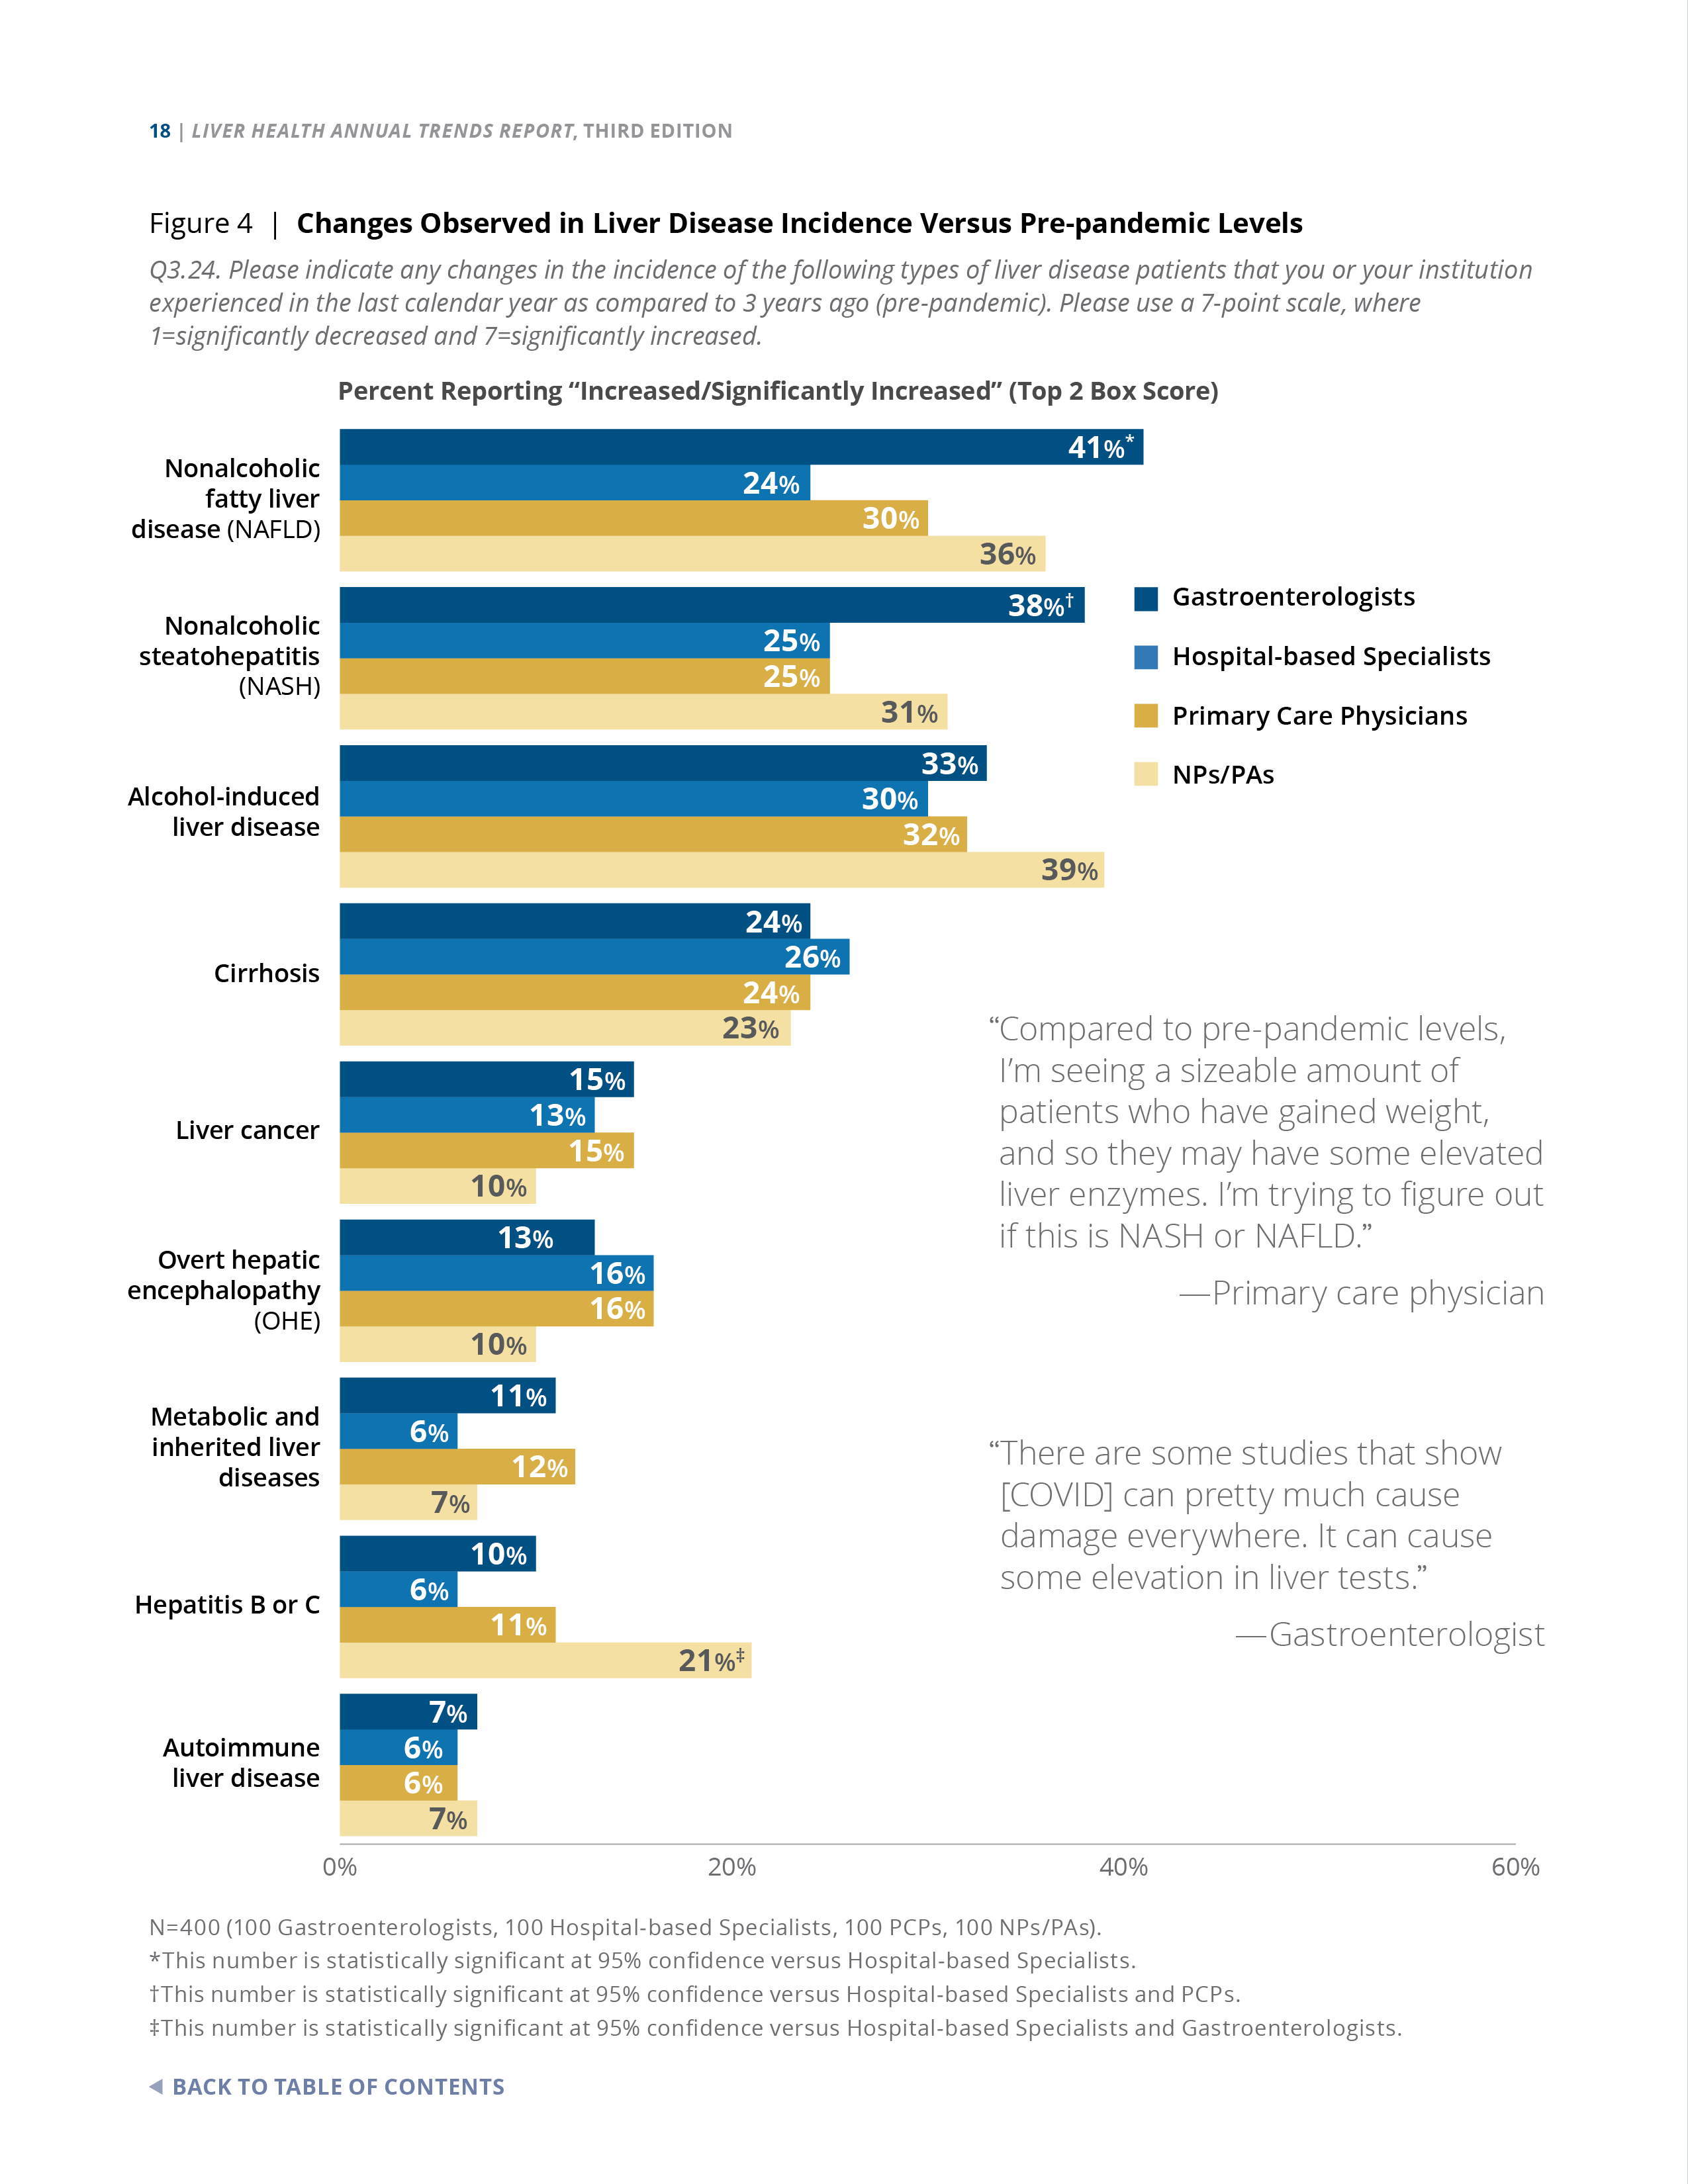 18 | LIVER HEALTH ANNUAL TRENDS REPORT, THIRD EDITION
Figure 4 | Changes Observed in Liver Disease Incidence Versus Pre-pandemic Levels
Q3.24. Please indicate any changes in the incidence of the following types of liver disease patients that you or your institution
experienced in the last calendar year as compared to 3 years ago (pre-pandemic). Please use a 7-point scale, where
1=significantly decreased and 7=significantly increased.
Percent Reporting “Increased/Significantly Increased” (Top 2 Box Score)
Nonalcoholic
fatty liver
disease (NAFLD)
41%*
24%
30%
36%
Nonalcoholic
steatohepatitis
(NASH)
38%†
25%
25%
31%
Gastroenterologists
Hospital-based Specialists
Primary Care Physicians
NPs/PAs
Alcohol-induced
liver disease
33%
30%
32%
39%
Cirrhosis
24%
26%
24%
23%
Liver cancer
15%
13%
15%
10%
Overt hepatic
encephalopathy
(OHE)
13%
16%
16%
10%
Metabolic and
inherited liver
diseases
11%
6%
12%
7%
Hepatitis B or C
10%
6%
11%
21%‡
Autoimmune
liver disease
7%
6%
6%
7%
0%
20%
40%
60%
“Compared to pre-pandemic levels,
I’m seeing a sizeable amount of
patients who have gained weight,
and so they may have some elevated
liver enzymes. I’m trying to figure out
if this is NASH or NAFLD.”
—Primary care physician
“There are some studies that show
[COVID] can pretty much cause
damage everywhere. It can cause
some elevation in liver tests.”
—Gastroenterologist
N=400 (100 Gastroenterologists, 100 Hospital-based Specialists, 100 PCPs, 100 NPs/PAs).
*This number is statistically significant at 95% confidence versus Hospital-based Specialists.
†This number is statistically significant at 95% confidence versus Hospital-based Specialists and PCPs.
‡This number is statistically significant at 95% confidence versus Hospital-based Specialists and Gastroenterologists.
BACK TO TABLE OF CONTENTS